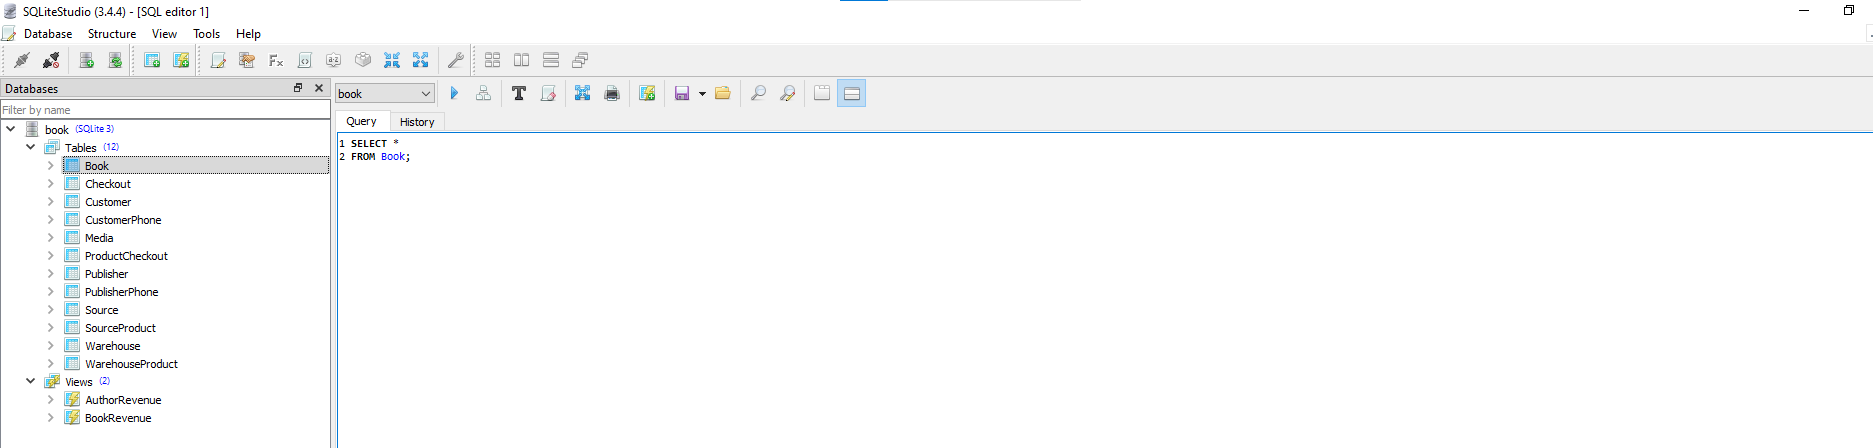 SQLiteStudio (3.4.4) - [SQL editor 1]
Database Structure View Tools Help
Databases
Filter by name
book (SQLite 3)
Tables (12)
Book
Checkout
Customer
CustomerPhone
Media
ProductCheckout
Publisher
PublisherPhone
Source
SourceProduct
Warehouse
WarehouseProduct
Views (2)
AuthorRevenue
BookRevenue
book
Query History
1 SELECT *
2 FROM Book;